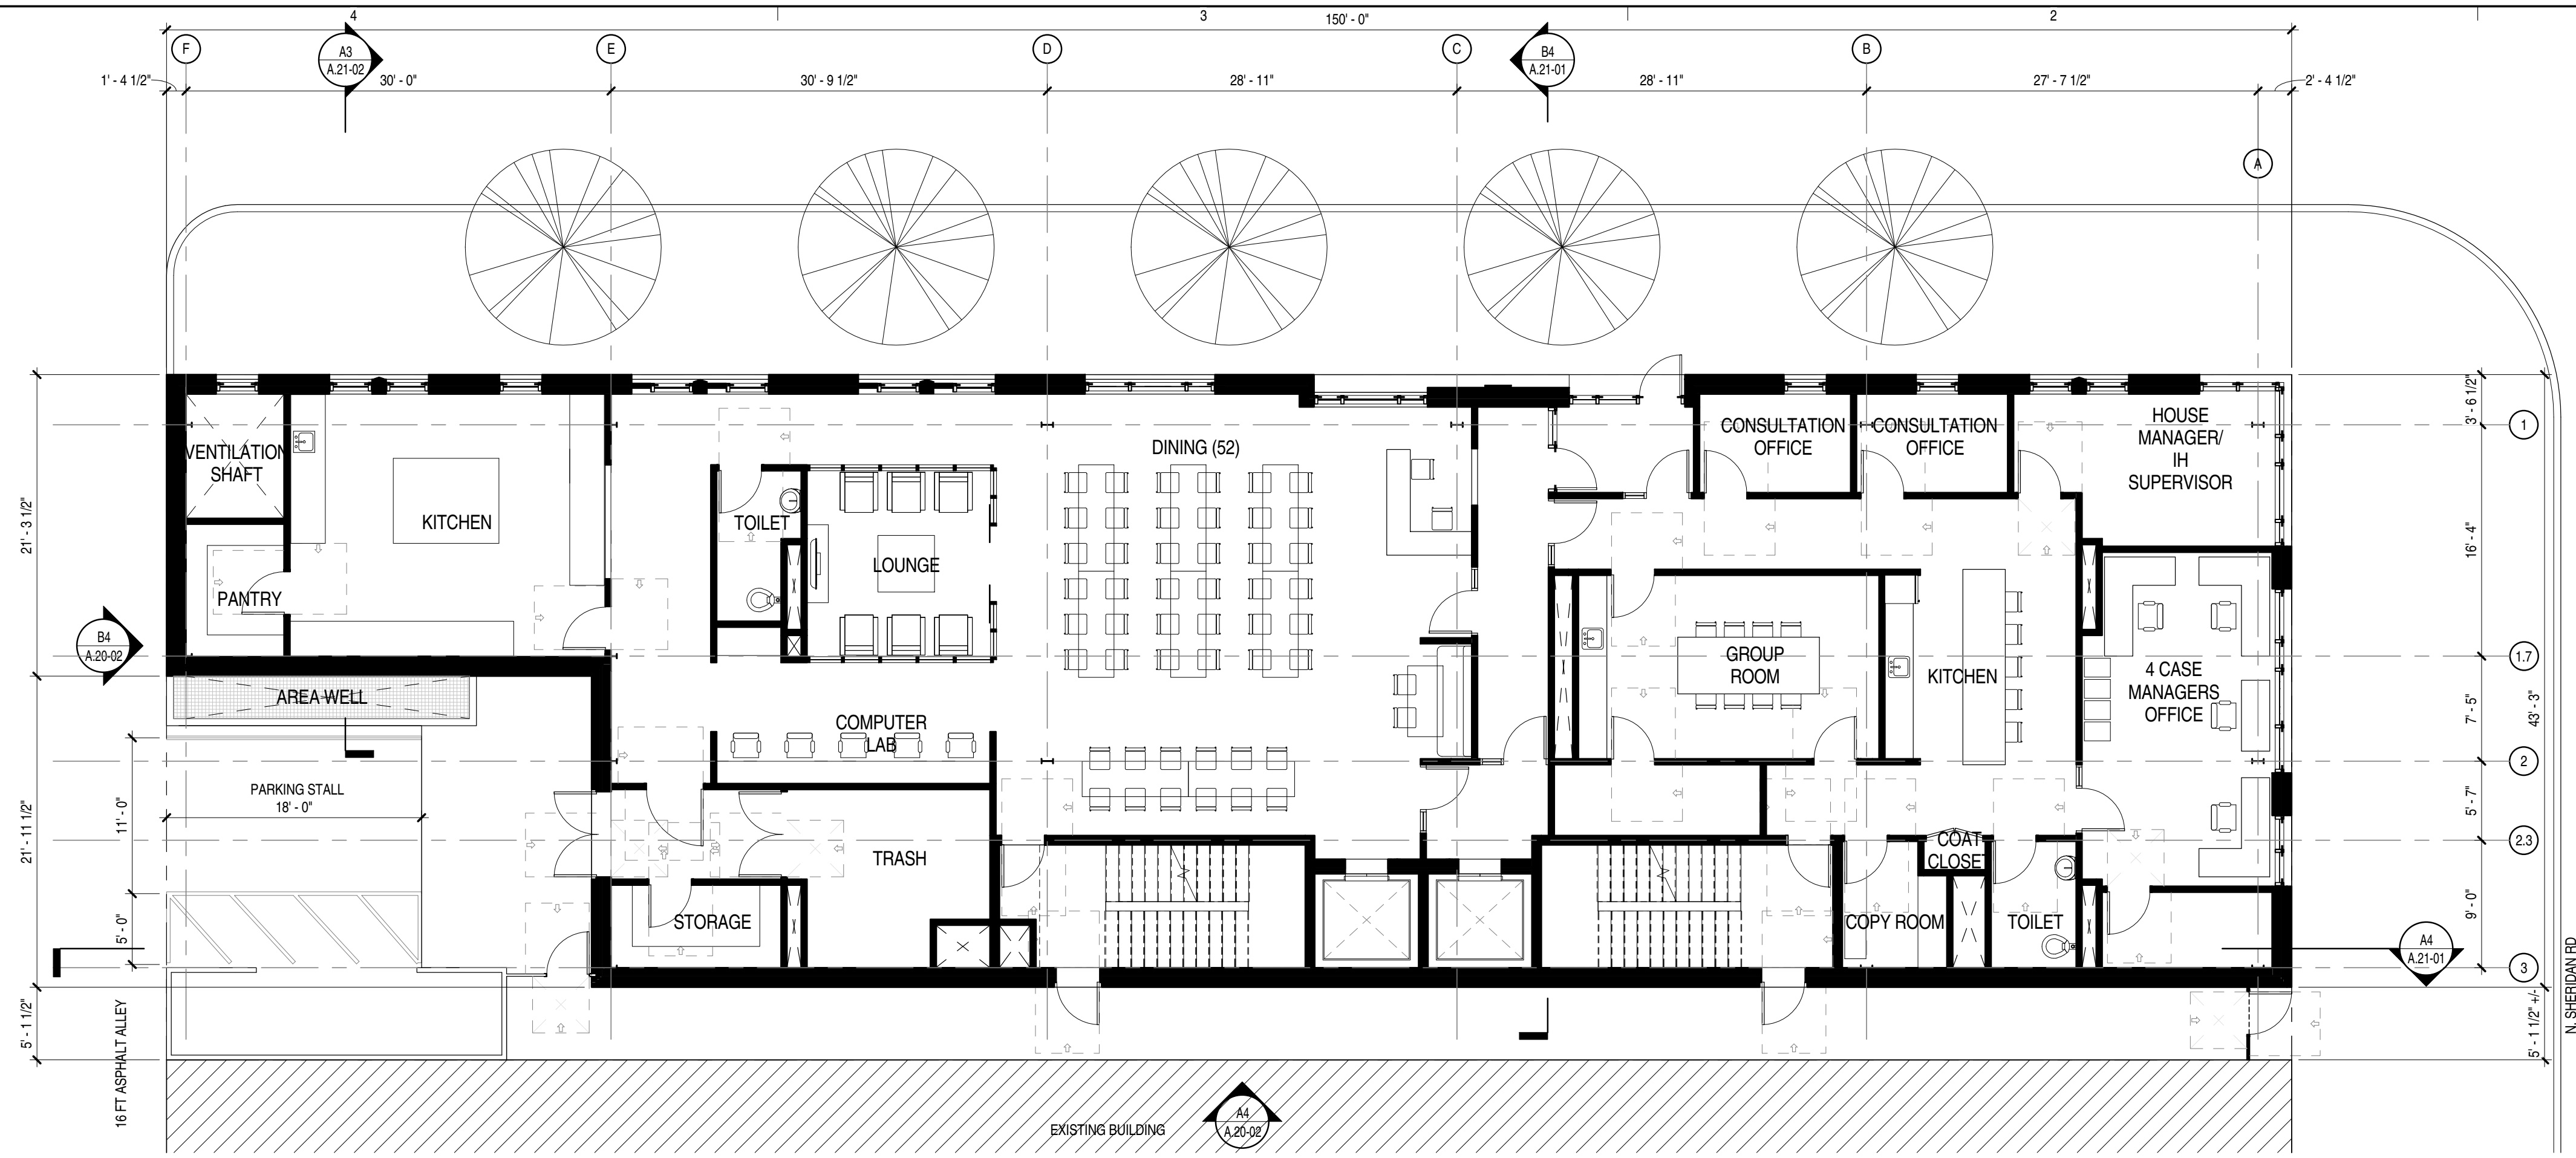 4
3
2
150' - 0"
F
A3
A.21-02
E
D
C
B4
A.21-01
B
A
1' - 4 1/2"
30' - 0"
30' - 9 1/2"
28' - 11"
28' - 11"
27' - 7 1/2"
2' - 4 1/2"
VENTILATION
SHAFT
KITCHEN
PANTRY
TOILET
LOUNGE
DINING (52)
CONSULTATION
OFFICE
CONSULTATION
OFFICE
HOUSE
MANAGER/
IH
SUPERVISOR
GROUP
ROOM
KITCHEN
4 CASE
MANAGERS
OFFICE
COMPUTER
LAB
AREA WELL
PARKING STALL
18' - 0"
TRASH
STORAGE
COAT
CLOSET
COPY ROOM
TOILET
21' - 3 1/2"
21' - 11 1/2"
5' - 1 1/2"
11' - 0"
5' - 0"
B4
A.20-02
16 FT ASPHALT ALLEY
3' - 6 1/2"
16' - 4"
7' - 5"
5' - 7"
9' - 0"
43' - 3"
5' - 1 1/2" +/-
1
1.7
2
2.3
3
A4
A.21-01
N. SHERIDAN RD
EXISTING BUILDING
A4
A.20-02